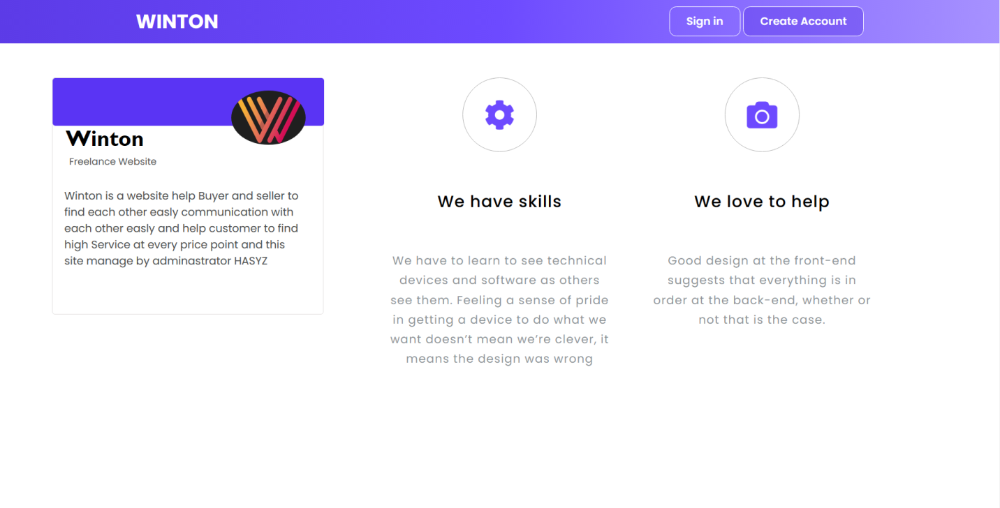 WINTON
Sign in
Create Account
Winton
Freelance Website
Winton is a website help Buyer and seller to
find each other easly communication with
each other easly and help customer to find
high Service at every price point and this
site manage by adminastrator HASYZ
We have skills
We have to learn to see technical
devices and software as others
see them. Feeling a sense of pride
in getting a device to do what we
want doesn’t mean we’re clever, it
means the design was wrong
We love to help
Good design at the front-end
suggests that everything is in
order at the back-end, whether or
not that is the case.